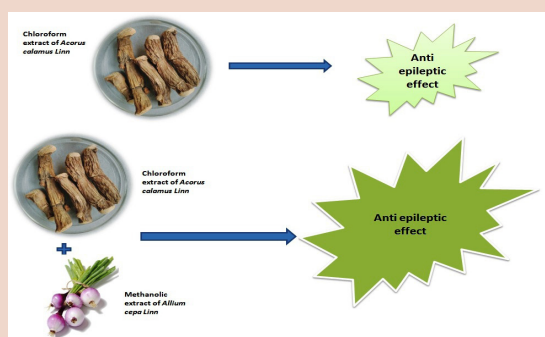 Chloroform
extract of Acorus
calamus Linn
Anti
epileptic
effect
Chloroform
extract of Acorus
calamus Linn
Anti epileptic
effect
Methanolic
extract of Allium
cepa Linn